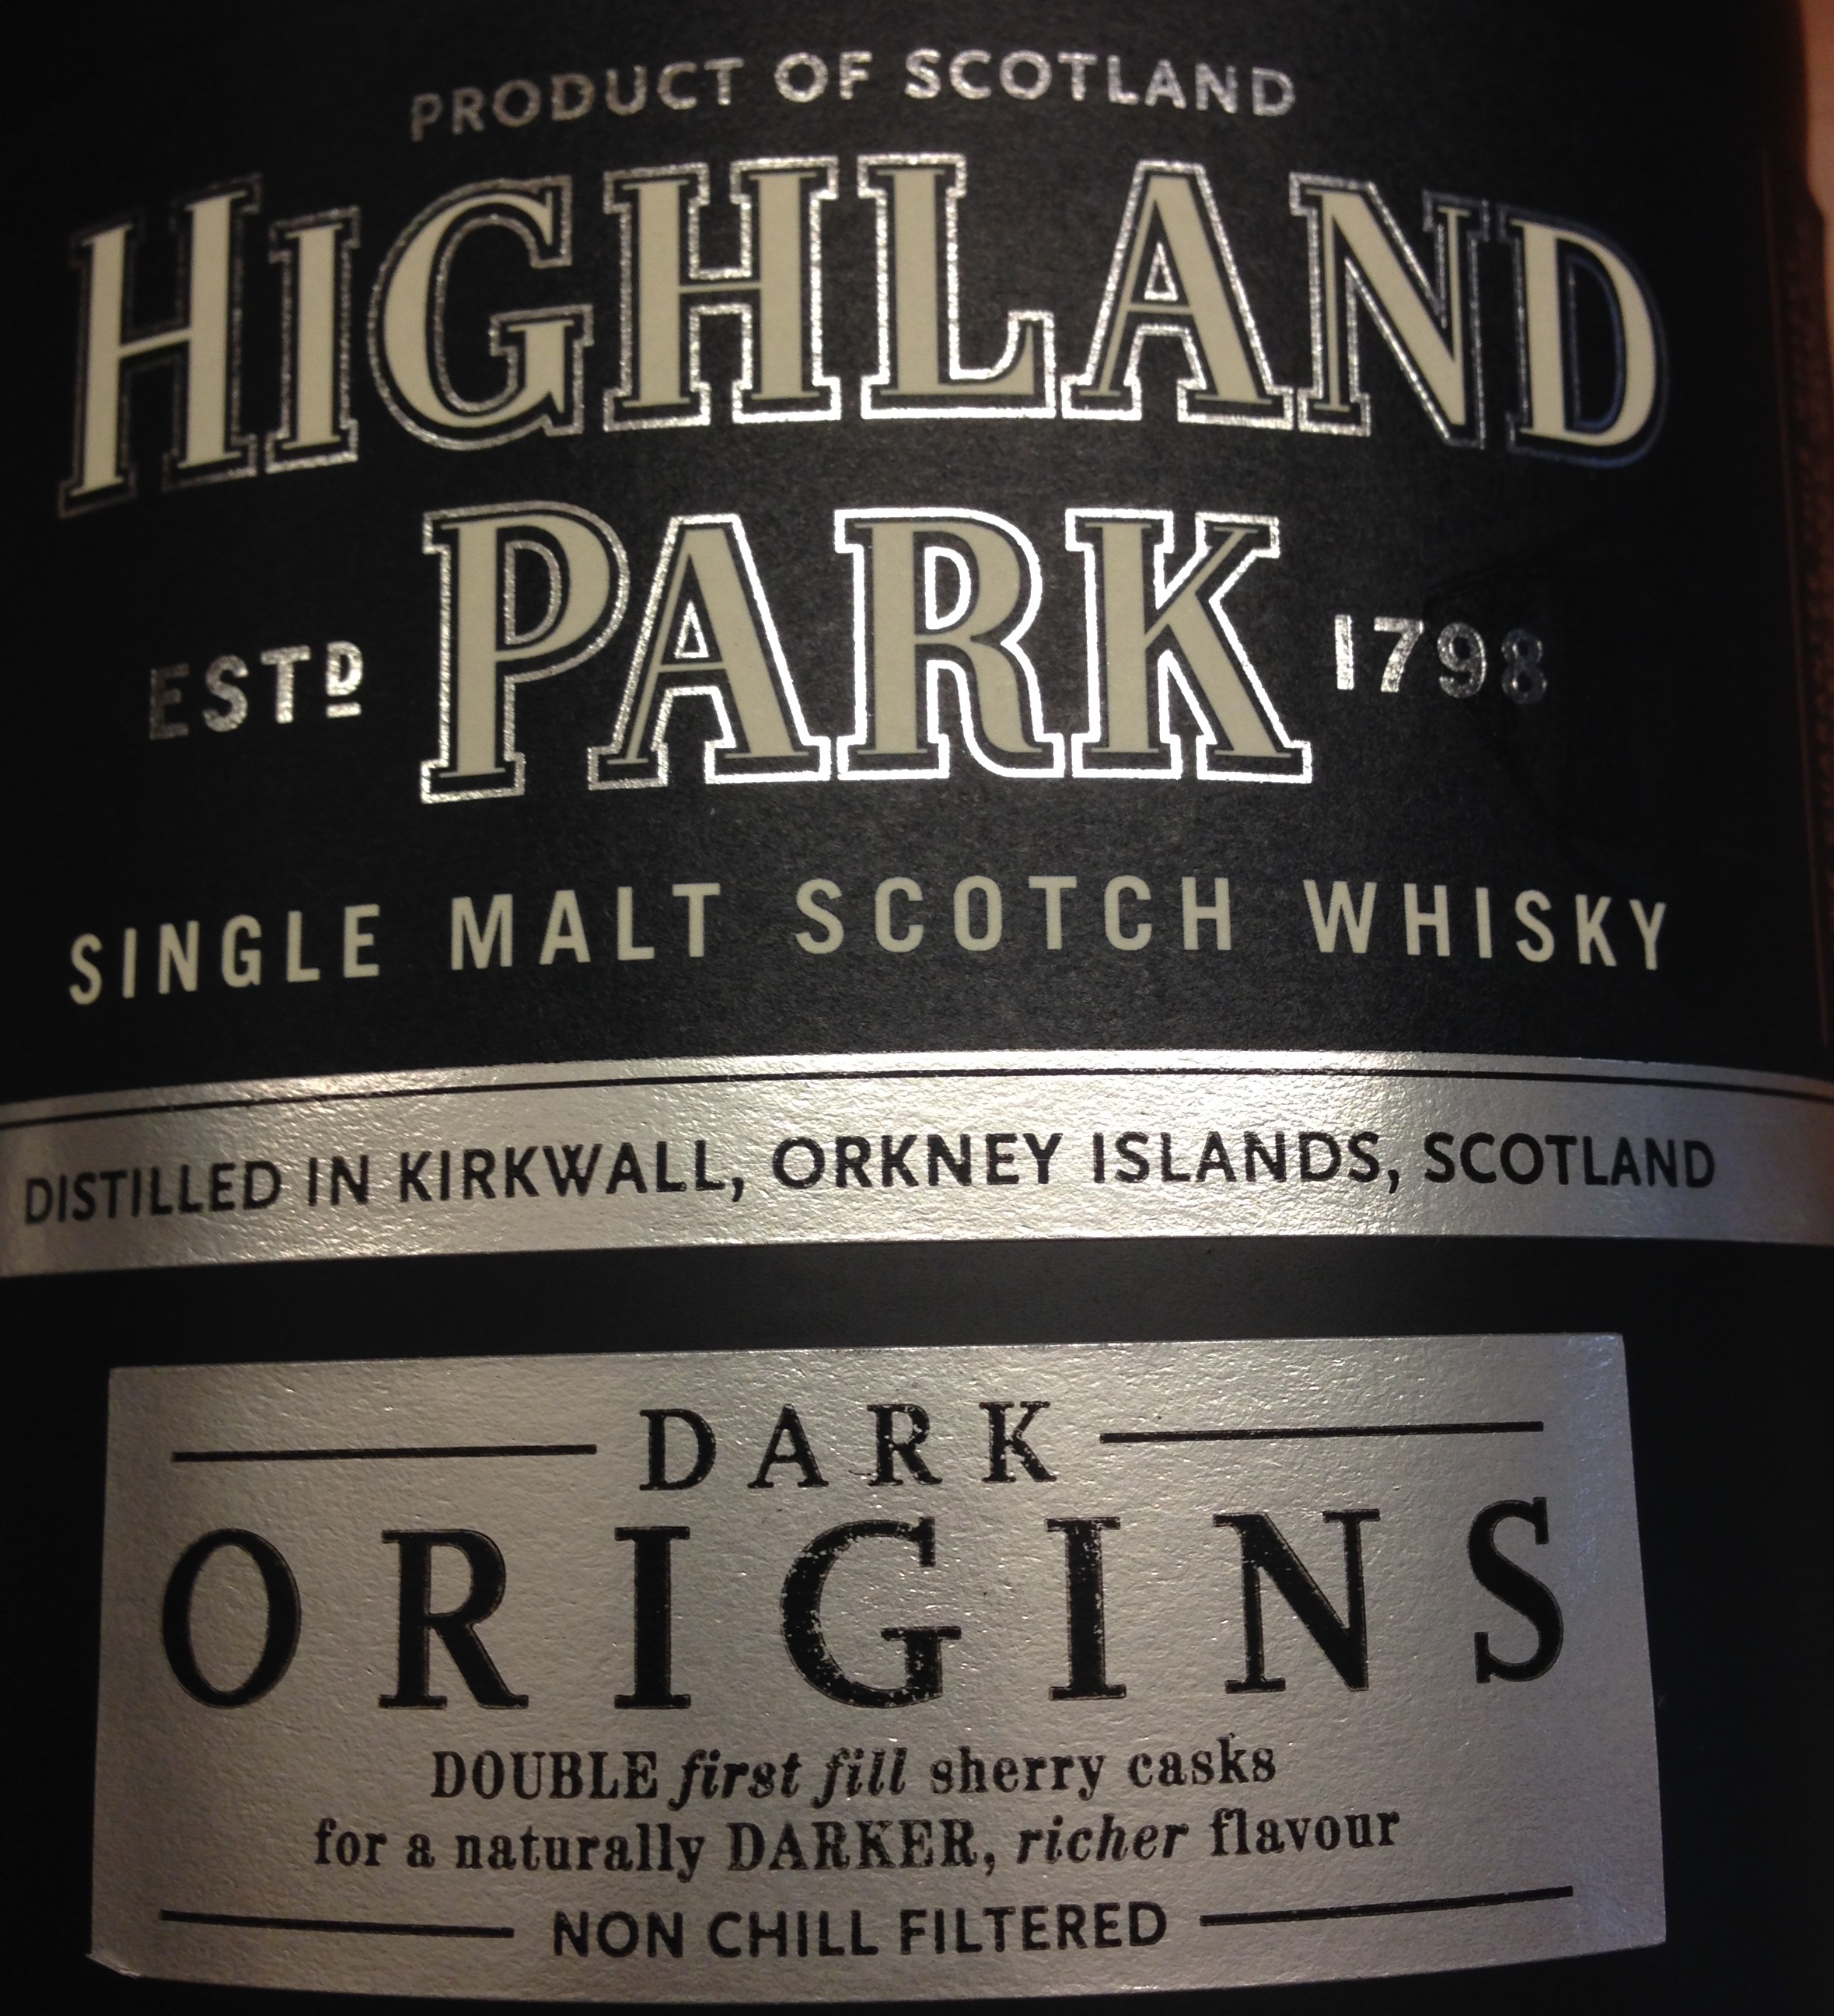 PRODUCT OF SCOTLAND
HIGHLAND
ESTD PARK 1798
SINGLE MALT SCOTCH WHISKY
DISTILLED IN KIRKWALL, ORKNEY ISLANDS, SCOTLAND
DARK
ORIGINS
DOUBLE first fill sherry casks
for a naturally DARKER, richer flavour
NON CHILL FILTERED